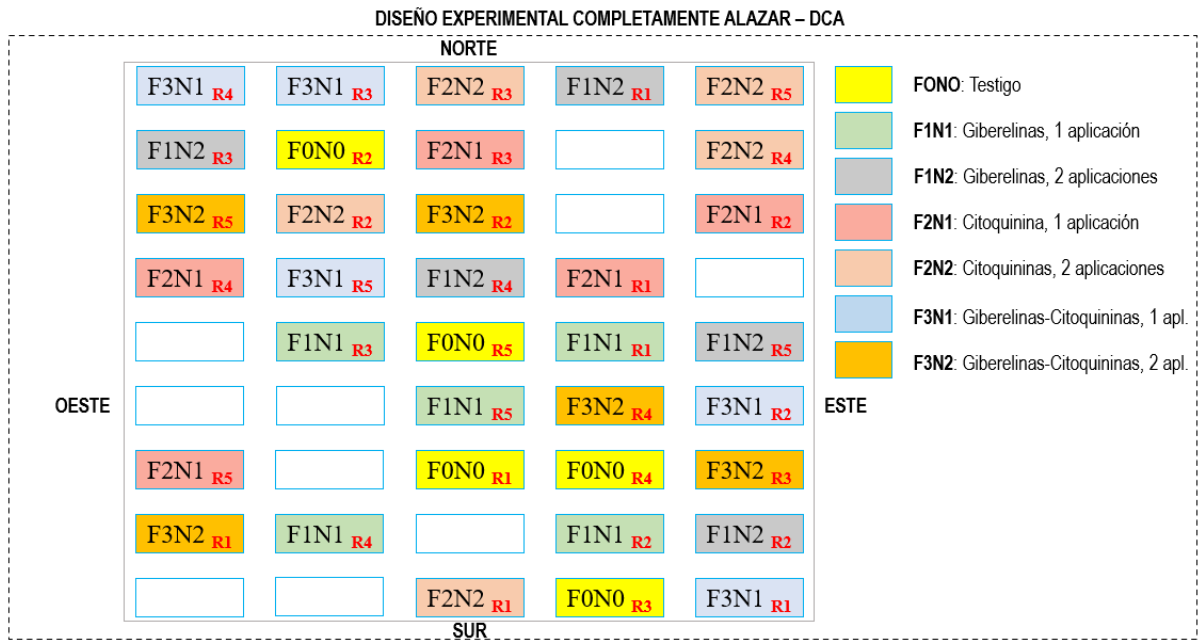 DISEÑO EXPERIMENTAL COMPLETAMENTE ALAZAR – DCA
NORTE
F3N1 R4 F3N1 R3 F2N2 R3 F1N2 R1 F2N2 R5
F1N2 R3 F0N0 R2 F2N1 R3 F2N2 R4
F3N2 R5 F2N2 R2 F3N2 R2 F2N1 R2
F2N1 R4 F3N1 R5 F1N2 R4 F2N1 R1
F1N1 R3 F0N0 R5 F1N1 R1 F1N2 R5
OESTE F1N1 R5 F3N2 R4 F3N1 R2 ESTE
F2N1 R5 F0N0 R1 F0N0 R4 F3N2 R3
F3N2 R1 F1N1 R4 F1N1 R2 F1N2 R2
F2N2 R1 F0N0 R3 F3N1 R1
SUR
FONO: Testigo
F1N1: Giberelinas, 1 aplicación
F1N2: Giberelinas, 2 aplicaciones
F2N1: Citoquinina, 1 aplicación
F2N2: Citoquininas, 2 aplicaciones
F3N1: Giberelinas-Citoquininas, 1 apl.
F3N2: Giberelinas-Citoquininas, 2 apl.